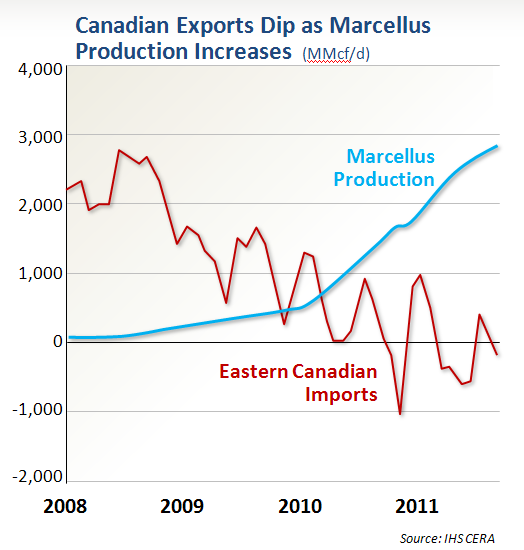 Canadian Exports Dip as Marcellus
Production Increases (MMcf/d)
4,000
3,000
Marcellus
Production
2,000
1,000
0
Eastern Canadian
Imports
-1,000
-2,000
2008 2009 2010 2011
Source: IHS CERA